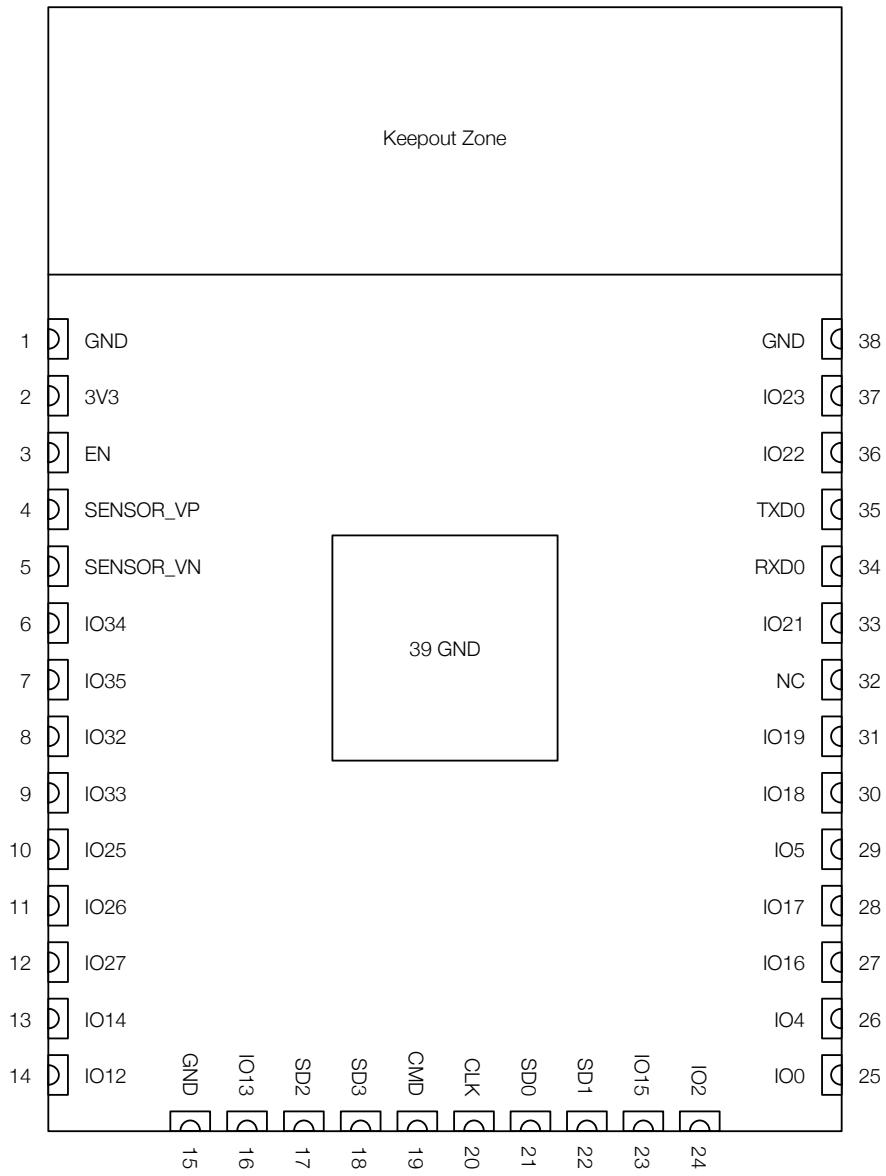 Keepout Zone
1 GND
2 3V3
3 EN
4 SENSOR_VP
5 SENSOR_VN
6 IO34
7 IO35
8 IO32
9 IO33
10 IO25
11 IO26
12 IO27
13 IO14
14 IO12
39 GND
GND 38
IO23 37
IO22 36
TXD0 35
RXD0 34
IO21 33
NC 32
IO19 31
IO18 30
IO5 29
IO17 28
IO16 27
IO4 26
IO0 25
GND 15
IO13 16
SD2 17
SD3 18
CMD 19
CLK 20
SD0 21
SD1 22
IO15 23
IO2 24